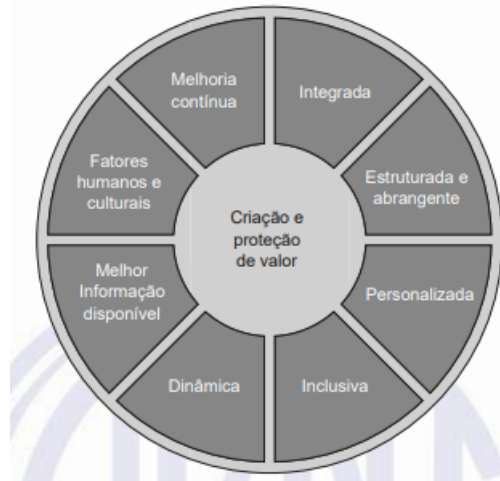 Melhoria
contínua
Integrada
Fatores
humanos e
culturais
Estruturada e
abrangente
Criação e
proteção
de valor
Melhor
Informação
disponível
Personalizada
Dinâmica
Inclusiva